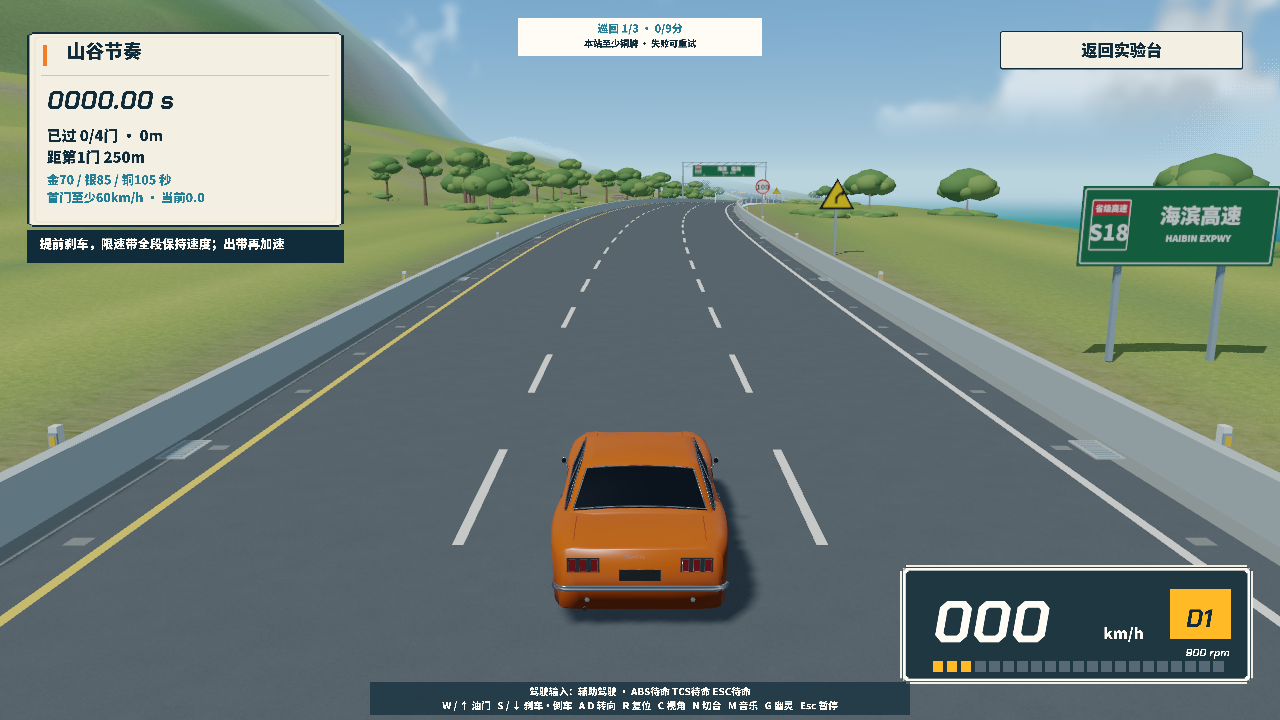 山谷节奏
0000.00 s
已过 0/4门 · 0m
距第1门 250m
金70 / 银85 / 铜105 秒
首门至少60km/h · 当前0.0
提前刹车，限速带全段保持速度；出带再加速
巡回 1/3 · 0/9分
本站至少铜牌 · 失败可重试
返回实验台
100
省级高速
S18
海滨高速
HAIBIN EXPWY
000 km/h
D1
900 rpm
驾驶输入：辅助驾驶 · ABS待命 TCS待命 ESC待命
W / ↑ 油门 S / ↓ 刹车·倒车 A D 转向 R 复位 C 视角 N 切台 M 音乐 G 幽灵 Esc 暂停